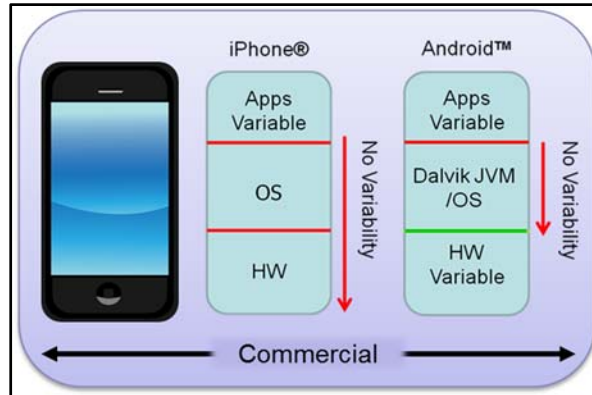 iPhone®
Android™
Apps
Variable
OS
HW
No Variability
Apps
Variable
Dalvik JVM
/OS
HW
Variable
No Variability
Commercial